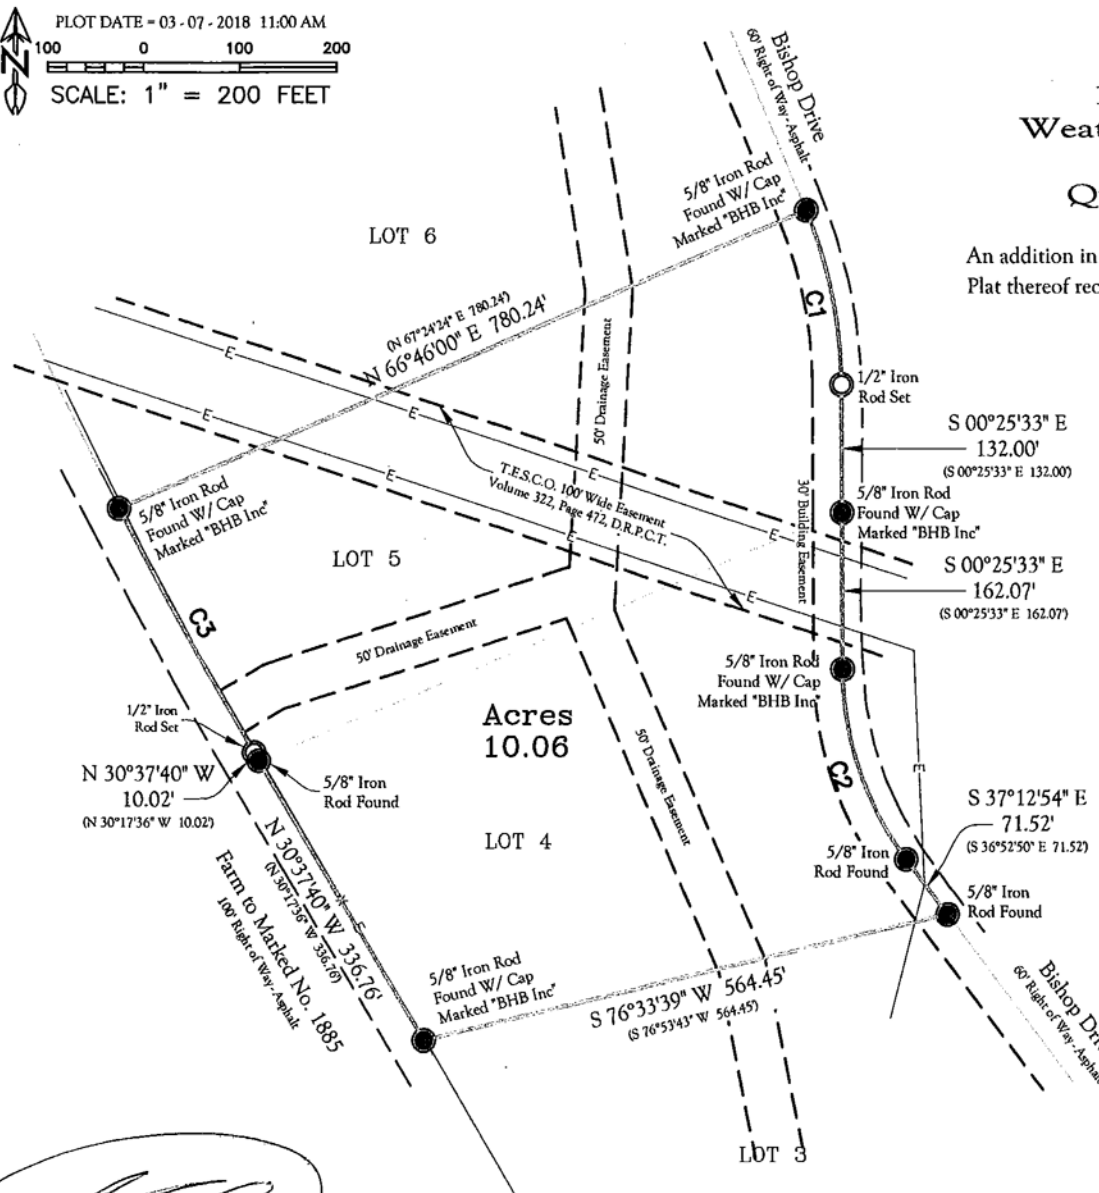 PLOT DATE = 03-07-2018 11:00 AM
100 0 100 200
N
SCALE: 1" = 200 FEET
Bishop Drive
60' Right of Way-Asphalt
Weat
Q
An addition in
Plat thereof rec
5/8" Iron Rod
Found W/ Cap
Marked "BHB Inc"
LOT 6
(N 67°24'24" E 780.24')
N 66°46'00" E 780.24'
50' Drainage Easement
C1
1/2" Iron
Rod Set
S 00°25'33" E
132.00'
(S 00°25'33" E 132.00')
E
E
E
E
E
E
E
E
T.E.S.C.O. 100' Wide Easement
Volume 322, Page 472, D.R.P.C.T.
30' Building Easement
5/8" Iron Rod
Found W/ Cap
Marked "BHB Inc"
5/8" Iron Rod
Found W/ Cap
Marked "BHB Inc"
LOT 5
S 00°25'33" E
162.07'
(S 00°25'33" E 162.07')
C3
50' Drainage Easement
5/8" Iron Rod
Found W/ Cap
Marked "BHB Inc"
1/2" Iron
Rod Set
Acres
10.06
50' Drainage Easement
C2
E
N 30°37'40" W
10.02'
(N 30°17'36" W 10.02')
5/8" Iron
Rod Found
S 37°12'54" E
71.52'
(S 36°52'50" E 71.52')
LOT 4
5/8" Iron
Rod Found
5/8" Iron
Rod Found
N 30°37'40" W 336.76'
(N 30°17'36" W 336.76')
E
Farm to Marked No. 1885
100' Right of Way-Asphalt
5/8" Iron Rod
Found W/ Cap
Marked "BHB Inc"
S 76°33'39" W 564.45'
(S 76°53'43" W 564.45')
Bishop Dri
60' Right of Way-Asphalt
LOT 3